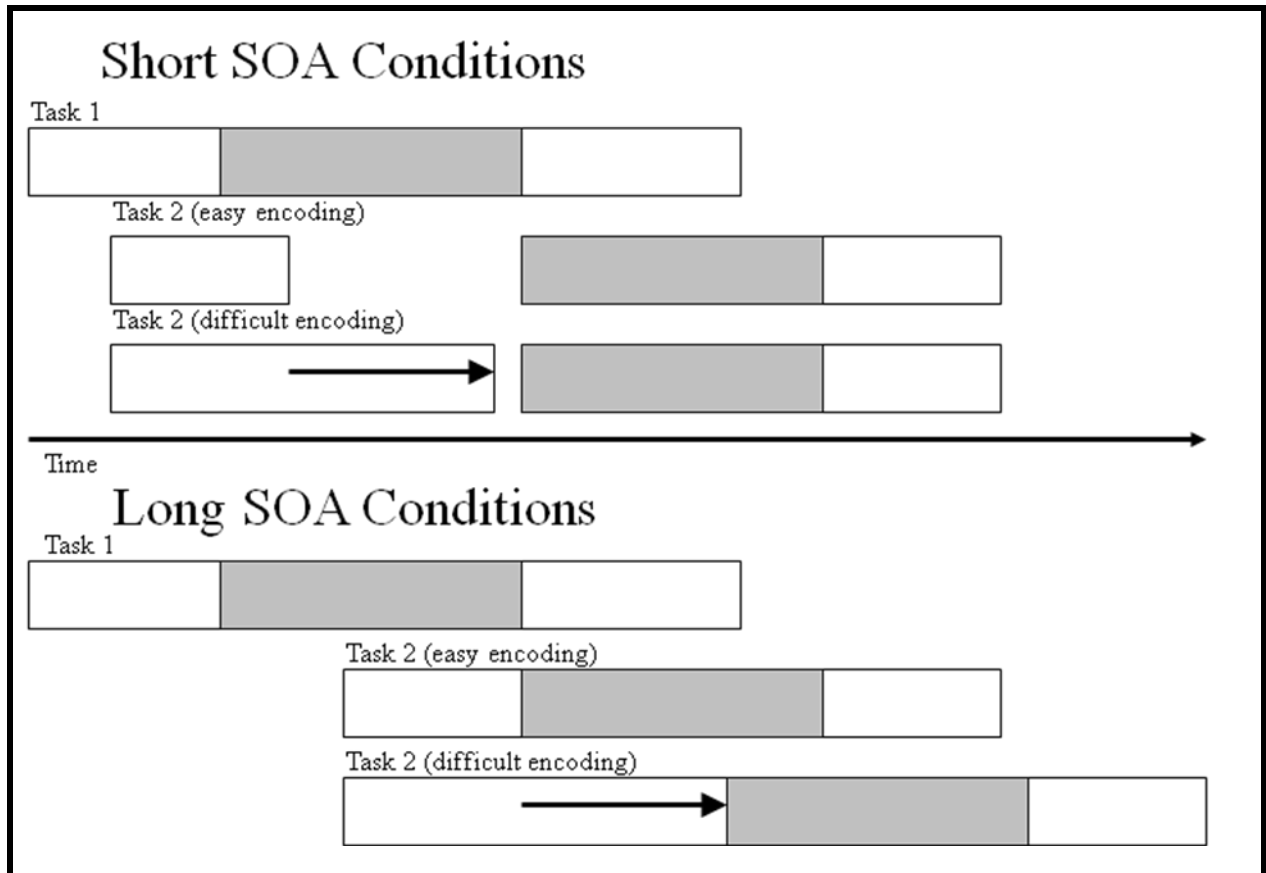 Short SOA Conditions
Task 1
Task 2 (easy encoding)
Task 2 (difficult encoding)
Time
Long SOA Conditions
Task 1
Task 2 (easy encoding)
Task 2 (difficult encoding)